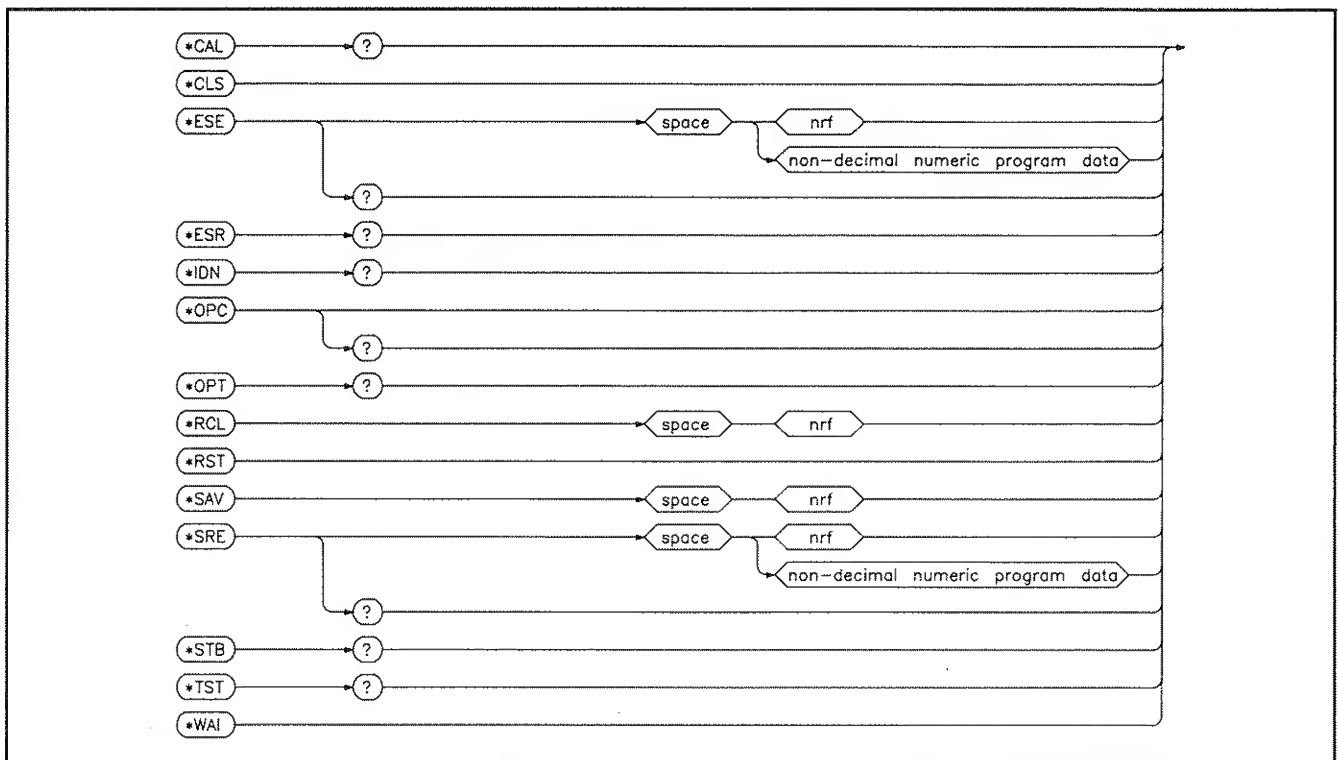 *CAL ?
*CLS
*ESE space nrf
non-decimal numeric program data
?
*ESR ?
*IDN ?
*OPC
?
*OPT ?
*RCL space nrf
*RST
*SAV space nrf
*SRE space nrf
non-decimal numeric program data
?
*STB ?
*TST ?
*WAI